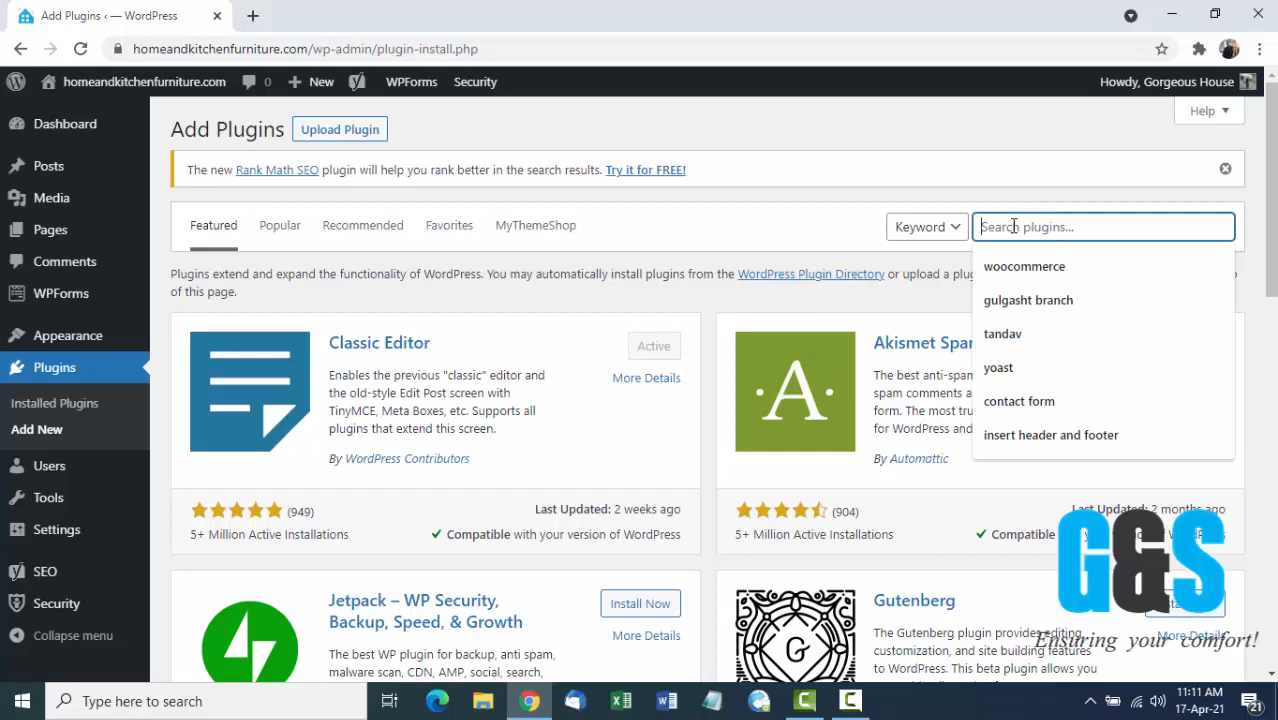 Add Plugins ‹ — WordPress
homeandkitchenfurniture.com/wp-admin/plugin-install.php
homeandkitchenfurniture.com 0 New WPForms Security Howdy, Gorgeous House
Dashboard
Posts
Media
Pages
Comments
WPForms
Appearance
Plugins
Installed Plugins
Add New
Users
Tools
Settings
SEO
Security
Collapse menu
Help
Add Plugins Upload Plugin
The new Rank Math SEO plugin will help you rank better in the search results. Try it for FREE!
Featured Popular Recommended Favorites MyThemeShop Keyword Search plugins...
woocommerce
gulgasht branch
tandav
yoast
contact form
insert header and footer
Plugins extend and expand the functionality of WordPress. You may automatically install plugins from the WordPress Plugin Directory or upload a
of this page.
Classic Editor
Active
More Details
Enables the previous "classic" editor and
the old-style Edit Post screen with
TinyMCE, Meta Boxes, etc. Supports all
plugins that extend this screen.
By WordPress Contributors
(949) Last Updated: 2 weeks ago
5+ Million Active Installations Compatible with your version of WordPress
A
Akismet
The best anti-spam
spam comments a
form. The most tru
for WordPress and
By Automattic
(904) Last Updated: 2 months ago
5+ Million Active Installations Compatible
Jetpack – WP Security,
Backup, Speed, & Growth
Install Now
More Details
The best WP plugin for backup, anti spam,
malware scan, CDN, AMP, social, search,
G
Gutenberg
More Details
The Gutenberg plugin provides editing,
customization, and site building features
to WordPress. This beta plugin allows you
G&S
Ensuring your comfort!
Type here to search
11:11 AM
17-Apr-21
21